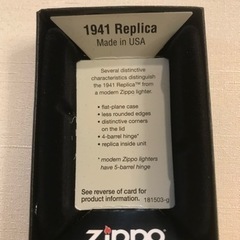 1941 Replica
Made in USA
Several distinctive
characteristics distinguish
the 1941 Replica™ from
a modern Zippo lighter.
• flat-plane case
• less rounded edges
• distinctive corners
on the lid
• 4-barrel hinge*
• replica inside unit
* modern Zippo lighters
have 5-barrel hinge
See reverse of card for
product information.
181503-g
zippo